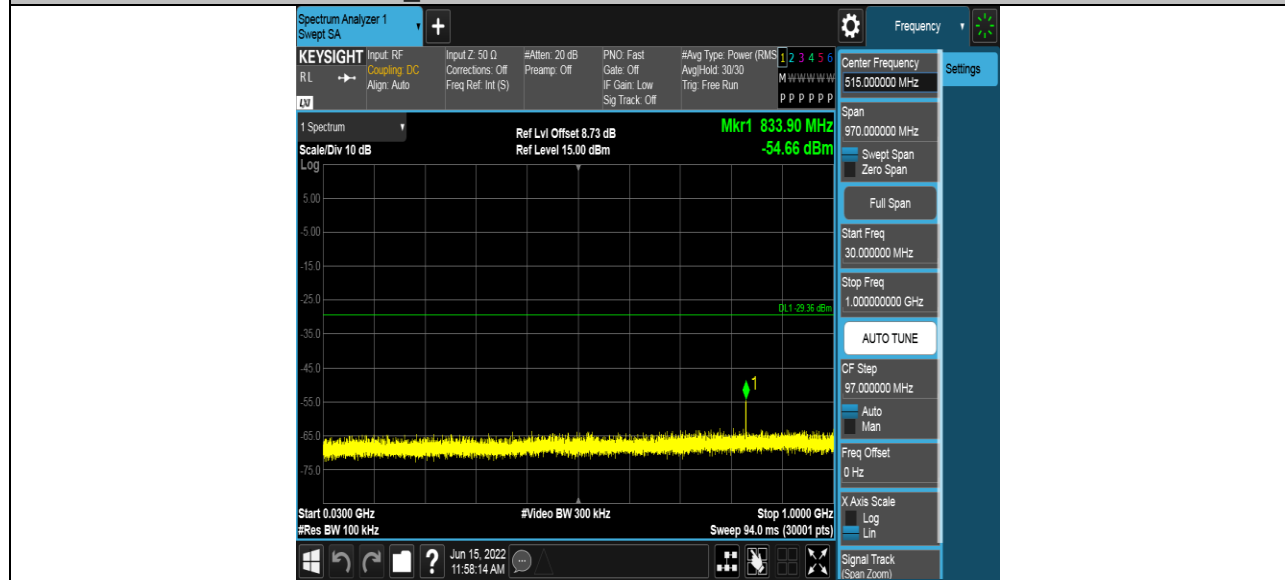 Spectrum Analyzer 1
Swept SA
+
Frequency
KEYSIGHT
RL
LXI
Input: RF
Coupling: DC
Align: Auto
Input Z: 50 Ω
Corrections: Off
Freq Ref: Int (S)
#Atten: 20 dB
Preamp: Off
PNO: Fast
Gate: Off
IF Gain: Low
Sig Track: Off
#Avg Type: Power (RMS
Avg|Hold: 30/30
Trig: Free Run
1 2 3 4 5 6
M W W W W W
P P P P P P
1 Spectrum
Scale/Div 10 dB
Log
Ref Lvl Offset 8.73 dB
Ref Level 15.00 dBm
Mkr1 833.90 MHz
-54.66 dBm
5.00
-5.00
-15.0
-25.0
DL1 -29.36 dBm
-35.0
-45.0
1
-55.0
-65.0
-75.0
Start 0.0300 GHz
#Res BW 100 kHz
#Video BW 300 kHz
Stop 1.0000 GHz
Sweep 94.0 ms (30001 pts)
?
Jun 15, 2022
11:58:14 AM
Center Frequency
515.000000 MHz
Settings
Span
970.000000 MHz
Swept Span
Zero Span
Full Span
Start Freq
30.000000 MHz
Stop Freq
1.000000000 GHz
AUTO TUNE
CF Step
97.000000 MHz
Auto
Man
Freq Offset
0 Hz
X Axis Scale
Log
Lin
Signal Track
(Span Zoom)